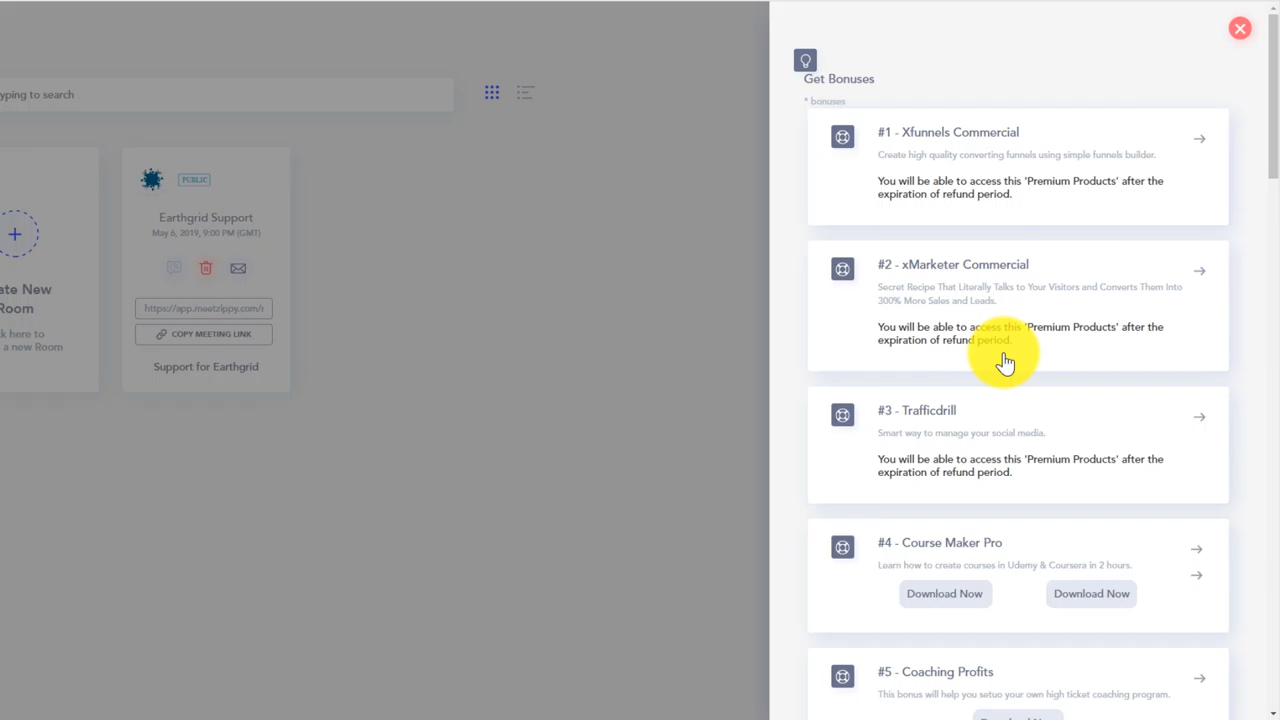 yping to search
PUBLIC
Earthgrid Support
May 6, 2019, 9:00 PM (GMT)
https://app.meetzippy.com/r
COPY MEETING LINK
Support for Earthgrid
ate New
Room
ck here to
a new Room
Get Bonuses
* bonuses
#1 - Xfunnels Commercial
Create high quality converting funnels using simple funnels builder.
You will be able to access this 'Premium Products' after the
expiration of refund period.
#2 - xMarketer Commercial
Secret Recipe That Literally Talks to Your Visitors and Converts Them Into
300% More Sales and Leads.
You will be able to access this 'Premium Products' after the
expiration of refund period.
#3 - Trafficdrill
Smart way to manage your social media.
You will be able to access this 'Premium Products' after the
expiration of refund period.
#4 - Course Maker Pro
Learn how to create courses in Udemy & Coursera in 2 hours.
Download Now Download Now
#5 - Coaching Profits
This bonus will help you setuo your own high ticket coaching program.
Download Now